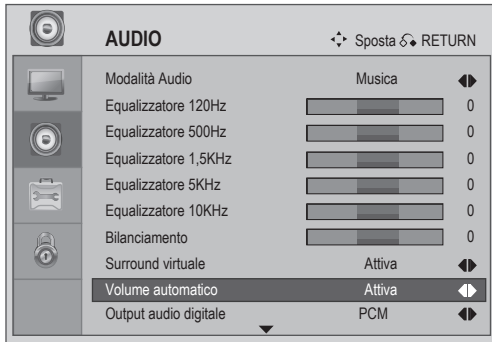 AUDIO Sposta RETURN
Modalità Audio Musica
Equalizzatore 120Hz 0
Equalizzatore 500Hz 0
Equalizzatore 1,5KHz 0
Equalizzatore 5KHz 0
Equalizzatore 10KHz 0
Bilanciamento 0
Surround virtuale Attiva
Volume automatico Attiva
Output audio digitale PCM